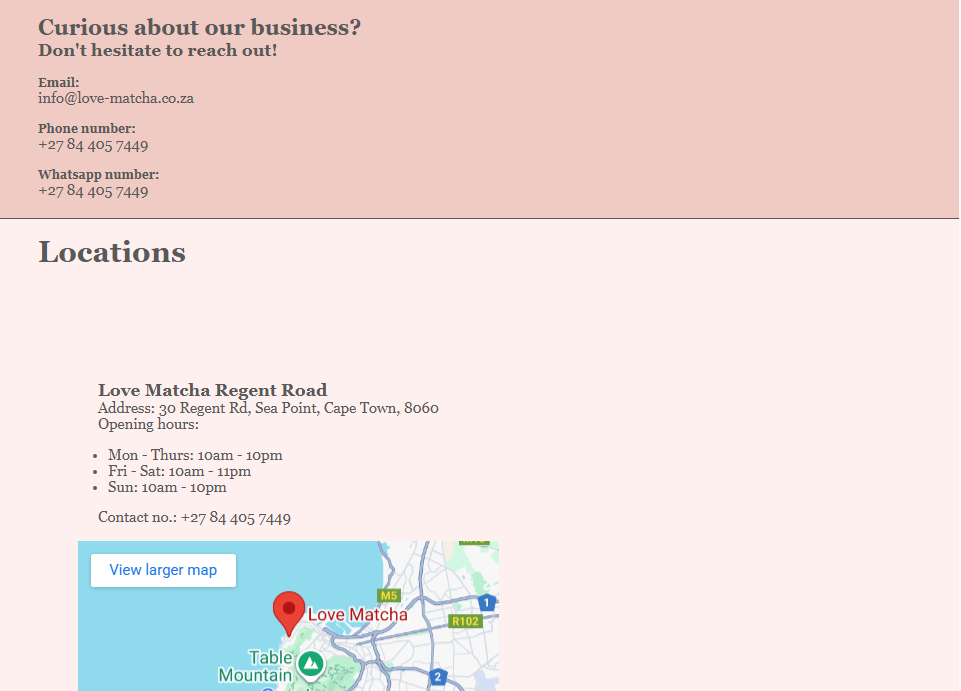 Curious about our business?
Don't hesitate to reach out!
Email:
info@love-matcha.co.za
Phone number:
+27 84 405 7449
Whatsapp number:
+27 84 405 7449
Locations
Love Matcha Regent Road
Address: 30 Regent Rd, Sea Point, Cape Town, 8060
Opening hours:
• Mon - Thurs: 10am - 10pm
• Fri - Sat: 10am - 11pm
• Sun: 10am - 10pm
Contact no.: +27 84 405 7449
View larger map
M5
1
Love Matcha
R102
Table
Mountain
2